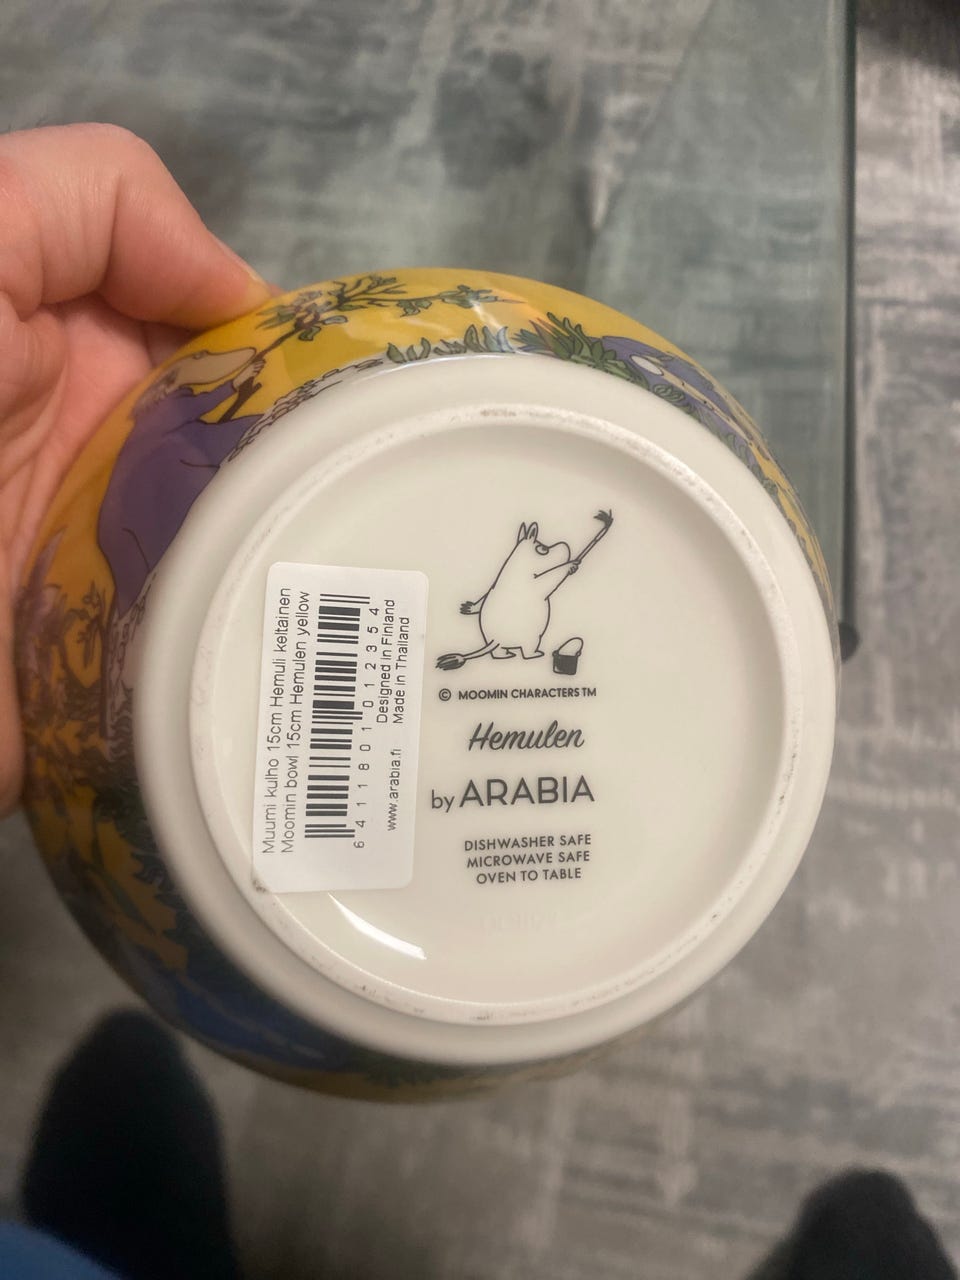 Muumi kulho 15cm Hemuli keltainen
Moomin bowl 15cm Hemulen yellow
6 411801 012354
Designed in Finland
www.arabia.fi Made in Thailand
© MOOMIN CHARACTERS TM
Hemulen
by ARABIA
DISHWASHER SAFE
MICROWAVE SAFE
OVEN TO TABLE